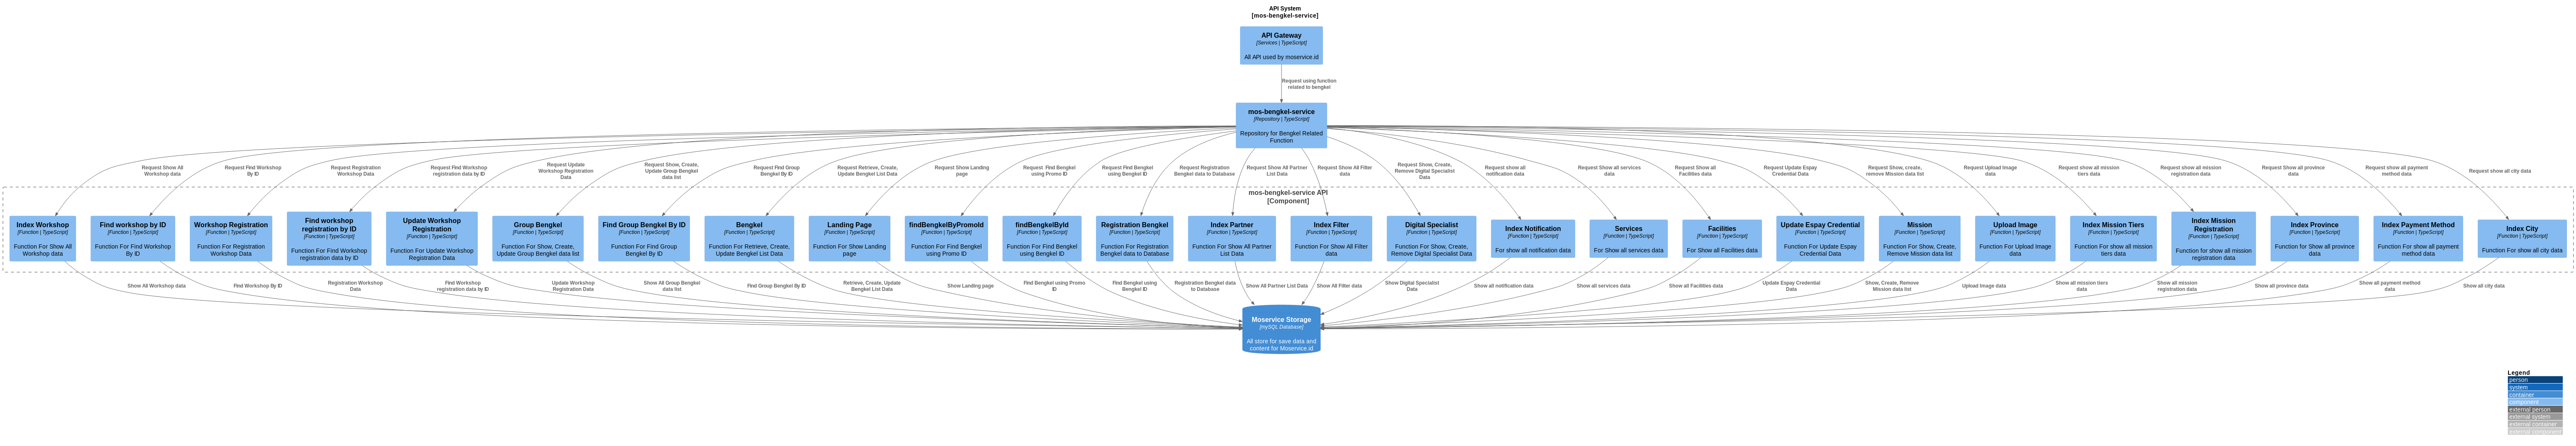 API System
[mos-bengkel-service]
API Gateway
[Services | TypeScript]
All API used by moservice.id
Request using function
related to bengkel
mos-bengkel-service
[Repository | TypeScript]
Repository for Bengkel Related
Function
Request Show All
Workshop data
Request Find Workshop
By ID
Request Registration
Workshop Data
Request Find Workshop
registration data by ID
Request Update
Workshop Registration
Data
Request Show, Create,
Update Group Bengkel
data list
Request Find Group
Bengkel By ID
Request Retrieve, Create,
Update Bengkel List Data
Request Show Landing
page
Request  Find Bengkel
using Promo ID
Request Find Bengkel
using Bengkel ID
Request Registration
Bengkel data to Database
Request Show All Partner
List Data
Request Show All Filter
data
Request Show, Create,
Remove Digital Specialist
Data
Request show all
notification data
Request Show all services
data
Request Show all
Facilities data
Request Update Espay
Credential Data
Request Show, create,
remove Mission data list
Request Upload Image
data
Request show all mission
tiers data
Request show all mission
registration data
Request Show all province
data
Request show all payment
method data
Request show all city data
mos-bengkel-service API
[Component]
Index Workshop
[Function | TypeScript]
Function For Show All
Workshop data
Find workshop by ID
[Function | TypeScript]
Function For Find Workshop
By ID
Workshop Registration
[Function | TypeScript]
Function For Registration
Workshop Data
Find workshop
registration by ID
[Function | TypeScript]
Function For Find Workshop
registration data by ID
Update Workshop
Registration
[Function | TypeScript]
Function For Update Workshop
Registration Data
Group Bengkel
[Function | TypeScript]
Function For Show, Create,
Update Group Bengkel data list
Find Group Bengkel By ID
[Function | TypeScript]
Function For Find Group
Bengkel By ID
Bengkel
[Function | TypeScript]
Function For Retrieve, Create,
Update Bengkel List Data
Landing Page
[Function | TypeScript]
Function For Show Landing
page
findBengkelByPromoId
[Function | TypeScript]
Function For Find Bengkel
using Promo ID
findBengkelById
[Function | TypeScript]
Function For Find Bengkel
using Bengkel ID
Registration Bengkel
[Function | TypeScript]
Function For Registration
Bengkel data to Database
Index Partner
[Function | TypeScript]
Function For Show All Partner
List Data
Index Filter
[Function | TypeScript]
Function For Show All Filter
data
Digital Specialist
[Function | TypeScript]
Function For Show, Create,
Remove Digital Specialist Data
Index Notification
[Function | TypeScript]
For show all notification data
Services
[Function | TypeScript]
For Show all services data
Facilities
[Function | TypeScript]
For Show all Facilities data
Update Espay Credential
[Function | TypeScript]
Function For Update Espay
Credential Data
Mission
[Function | TypeScript]
Function For Show, Create,
Remove Mission data list
Upload Image
[Function | TypeScript]
Function For Upload Image
data
Index Mission Tiers
[Function | TypeScript]
Function For show all mission
tiers data
Index Mission
Registration
[Function | TypeScript]
Function for show all mission
registration data
Index Province
[Function | TypeScript]
Function for Show all province
data
Index Payment Method
[Function | TypeScript]
Function For show all payment
method data
Index City
[Function | TypeScript]
Function For show all city data
Show All Workshop data
Find Workshop By ID
Registration Workshop
Data
Find Workshop
registration data by ID
Update Workshop
Registration Data
Show All Group Bengkel
data list
Find Group Bengkel By ID
Retrieve, Create, Update
Bengkel List Data
Show Landing page
Find Bengkel using Promo
ID
Find Bengkel using
Bengkel ID
Registration Bengkel data
to Database
Show All Partner List Data
Show All Filter data
Show Digital Specialist
Data
Show all notification data
Show all services data
Show all Facilities data
Update Espay Credential
Data
Show, Create, Remove
Mission data list
Upload Image data
Show all mission tiers
data
Show all mission
registration data
Show all province data
Show all payment method
data
Show all city data
Moservice Storage
[mySQL Database]
All store for save data and
content for Moservice.id
Legend
person
system
container
component
external person
external system
external container
external component